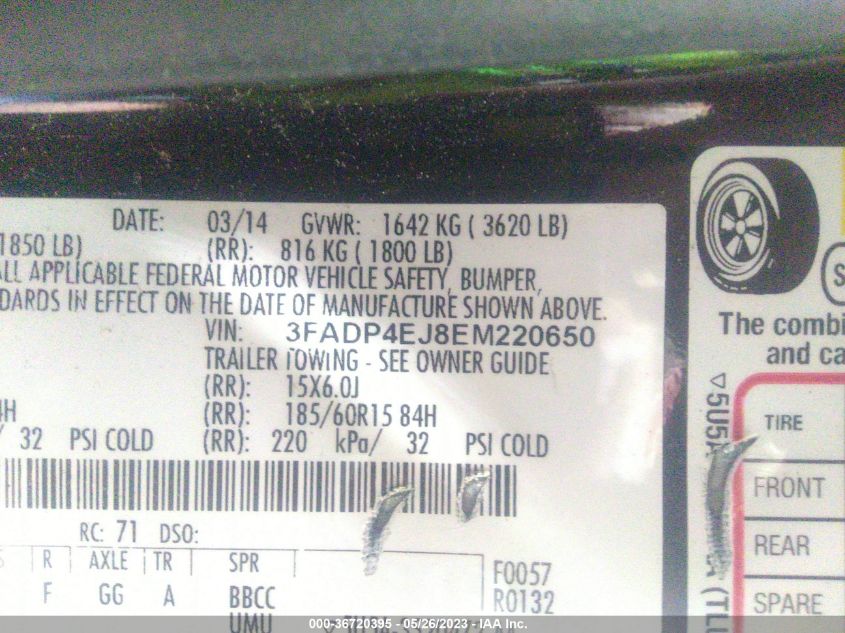 DATE: 03/14 GVWR: 1642 KG ( 3620 LB)
1850 LB) (RR): 816 KG ( 1800 LB)
ALL APPLICABLE FEDERAL MOTOR VEHICLE SAFETY, BUMPER,
DARDS IN EFFECT ON THE DATE OF MANUFACTURE SHOWN ABOVE.
VIN: 3FADP4EJ8EM220650
TRAILER TOWING - SEE OWNER GUIDE
(RR): 15X6.0J
4H (RR): 185/60R15 84H
/ 32 PSI COLD (RR): 220 kPa/ 32 PSI COLD
RC: 71 DSO:
R AXLE TR SPR
F GG A BBCC
UMU
F0057
R0132
The combi
and ca
TIRE
FRONT
REAR
SPARE
▽5U5A
(TL
000-36720395 - 05/26/2023 - IAA Inc.